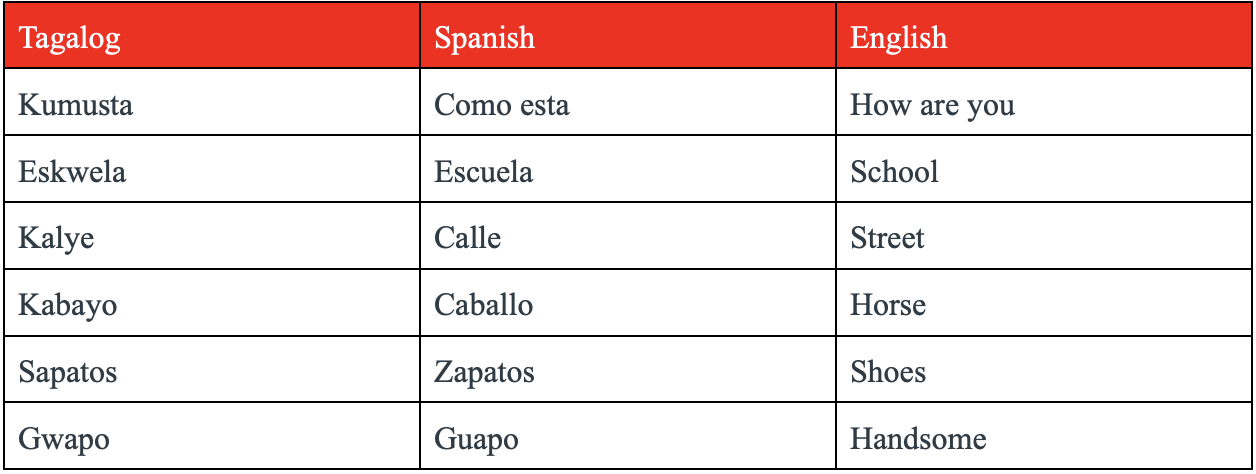 Tagalog Spanish English
Kumusta Como esta How are you
Eskwela Escuela School
Kalye Calle Street
Kabayo Caballo Horse
Sapatos Zapatos Shoes
Gwapo Guapo Handsome